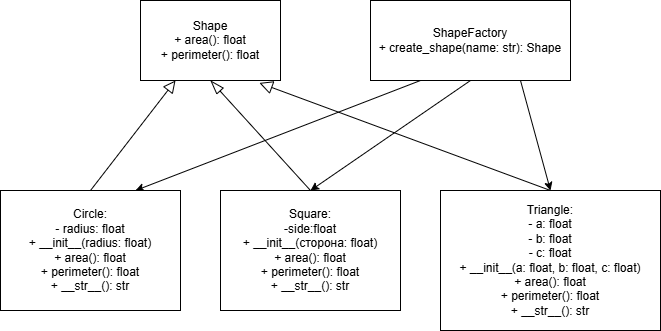 Shape
+ area(): float
+ perimeter(): float
ShapeFactory
+ create_shape(name: str): Shape
Circle:
- radius: float
+ __init__(radius: float)
+ area(): float
+ perimeter(): float
+ __str__(): str
Square:
-side:float
+ __init__(сторона: float)
+ area(): float
+ perimeter(): float
+ __str__(): str
Triangle:
- a: float
- b: float
- c: float
+ __init__(a: float, b: float, c: float)
+ area(): float
+ perimeter(): float
+ __str__(): str